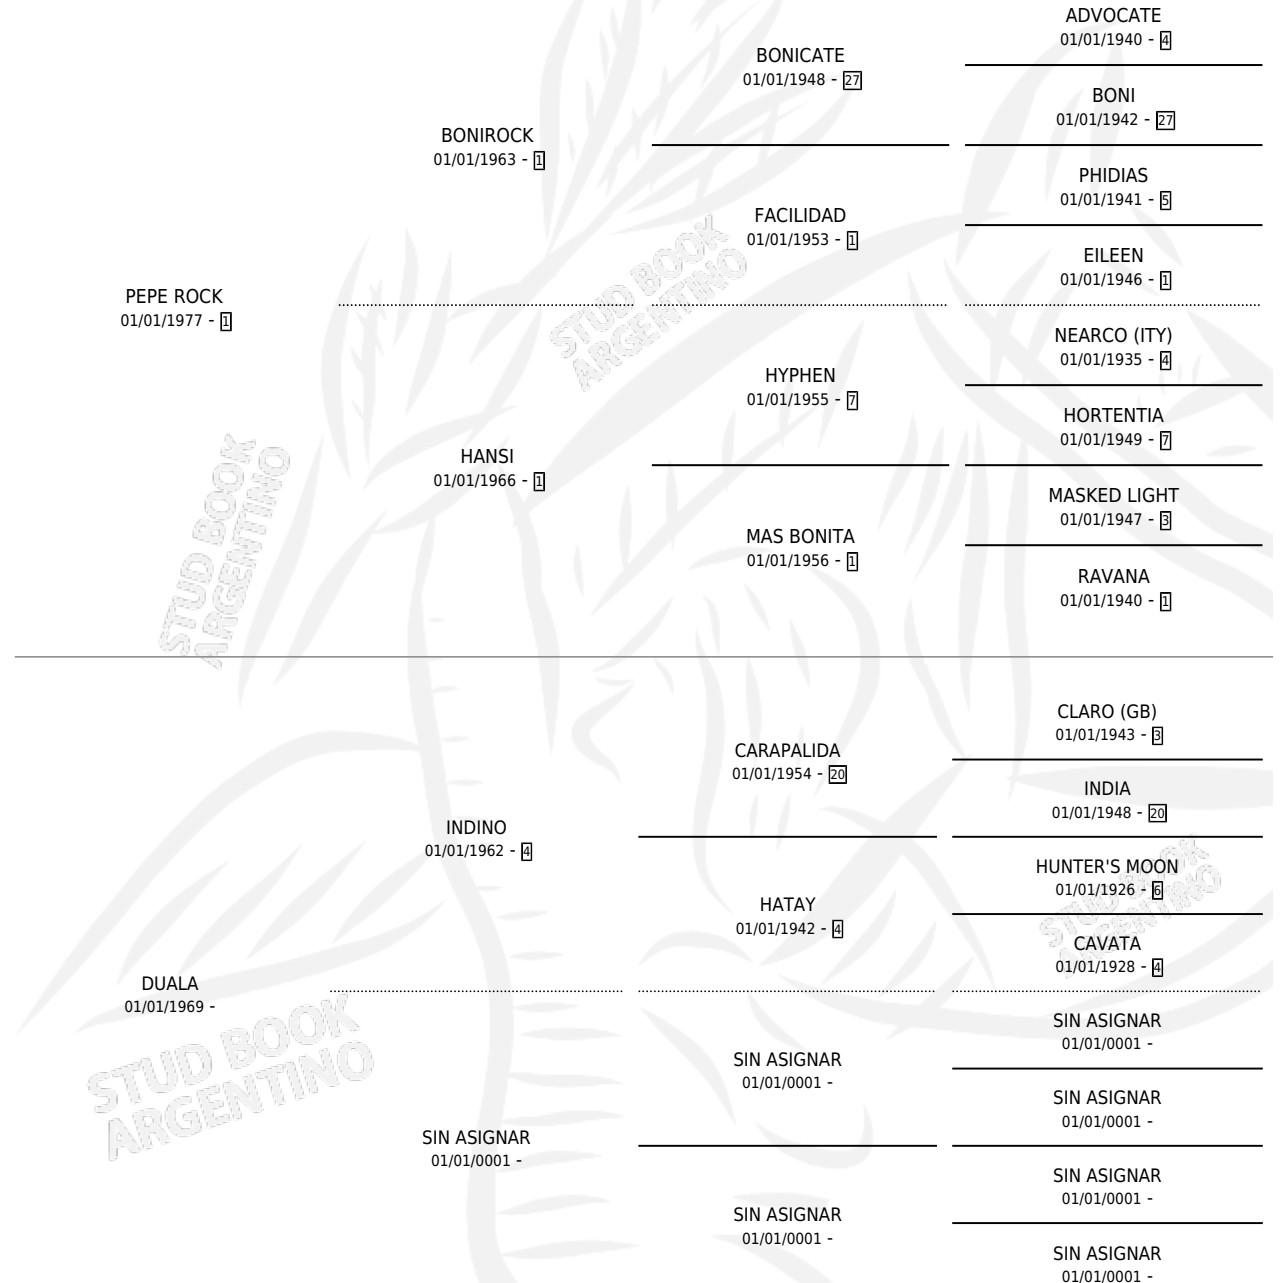 ADVOCATE
01/01/1940 - 4
BONICATE
01/01/1948 - 27
BONI
01/01/1942 - 27
BONIROCK
01/01/1963 - 1
PHIDIAS
01/01/1941 - 5
FACILIDAD
01/01/1953 - 1
EILEEN
01/01/1946 - 1
PEPE ROCK
01/01/1977 - 1
NEARCO (ITY)
01/01/1935 - 4
HYPHEN
01/01/1955 - 7
HORTENTIA
01/01/1949 - 7
HANSI
01/01/1966 - 1
MASKED LIGHT
01/01/1947 - 3
MAS BONITA
01/01/1956 - 1
RAVANA
01/01/1940 - 1
STUD BOOK
ARGENTINO
STUD BOOK
ARGENTINO
CLARO (GB)
01/01/1943 - 3
CARAPALIDA
01/01/1954 - 20
INDIA
01/01/1948 - 20
INDINO
01/01/1962 - 4
HUNTER'S MOON
01/01/1926 - 6
HATAY
01/01/1942 - 4
CAVATA
01/01/1928 - 4
STUD BOOK
ARGENTINO
DUALA
01/01/1969 -
SIN ASIGNAR
01/01/0001 -
SIN ASIGNAR
01/01/0001 -
SIN ASIGNAR
01/01/0001 -
SIN ASIGNAR
01/01/0001 -
SIN ASIGNAR
01/01/0001 -
SIN ASIGNAR
01/01/0001 -
SIN ASIGNAR
01/01/0001 -
STUD BOOK
ARGENTINO